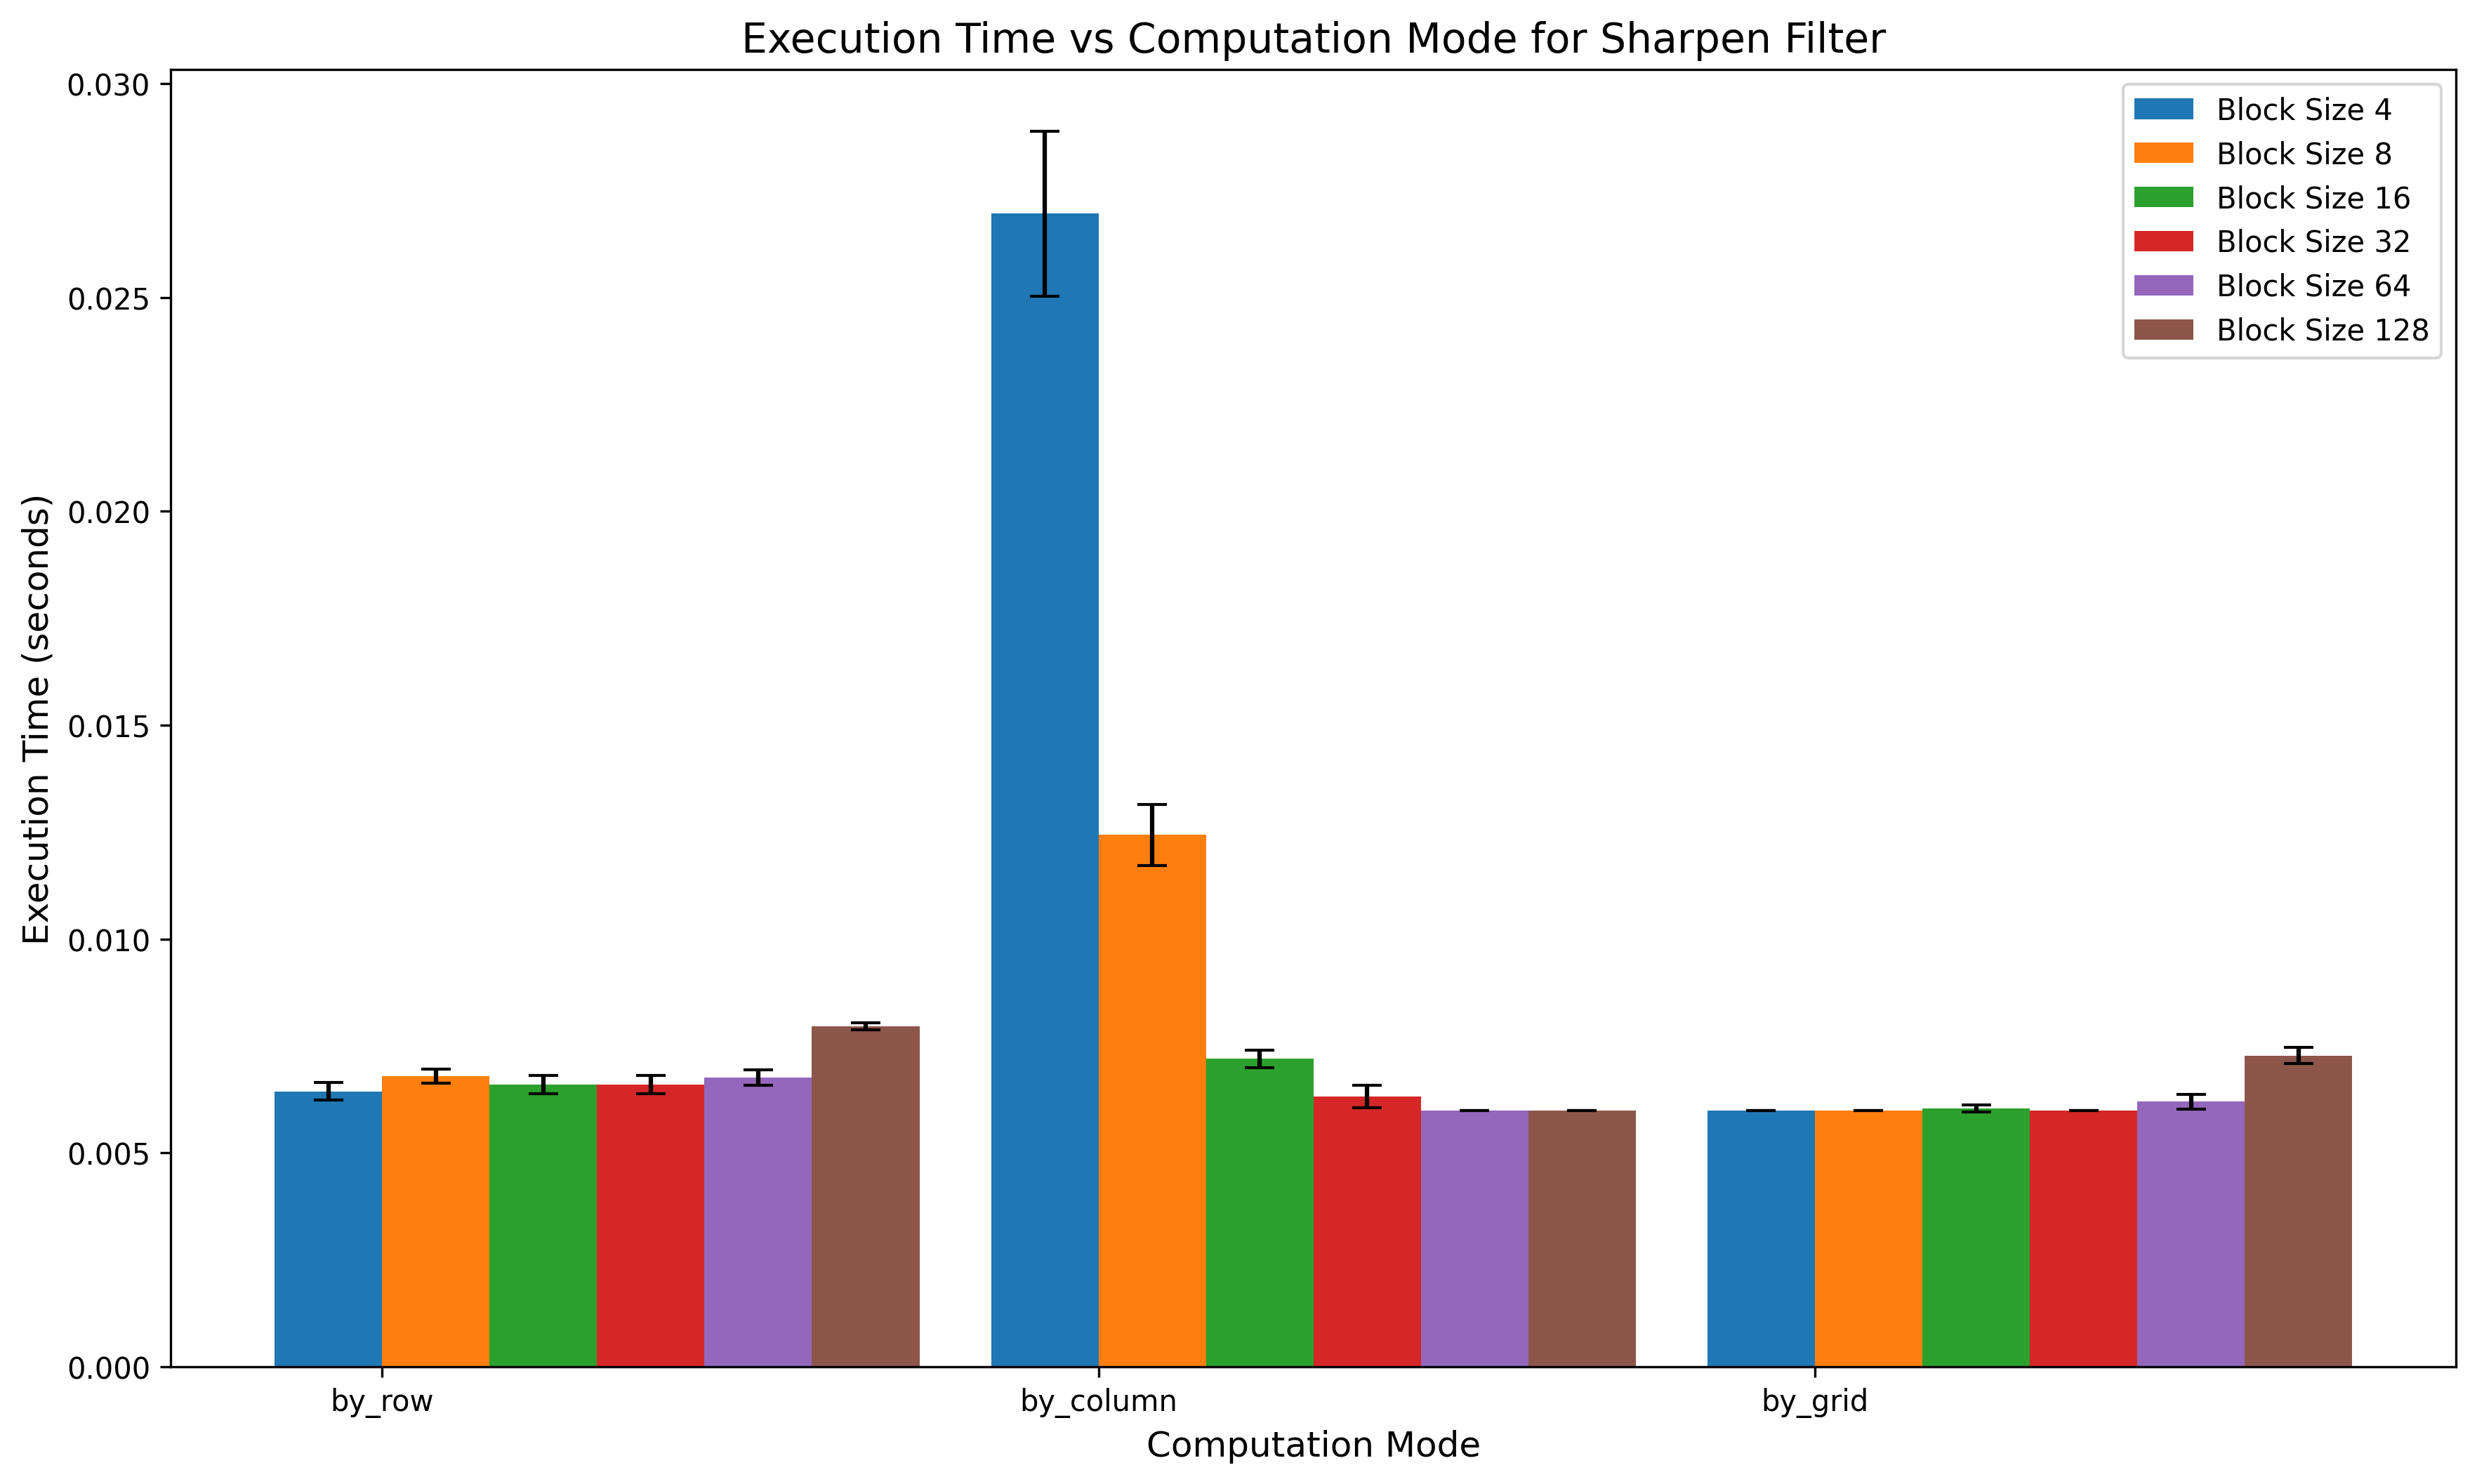 Execution Time vs Computation Mode for Sharpen Filter
0.030
0.025
0.020
0.015
0.010
0.005
0.000
Execution Time (seconds)
Block Size 4
Block Size 8
Block Size 16
Block Size 32
Block Size 64
Block Size 128
by_row
by_column
by_grid
Computation Mode